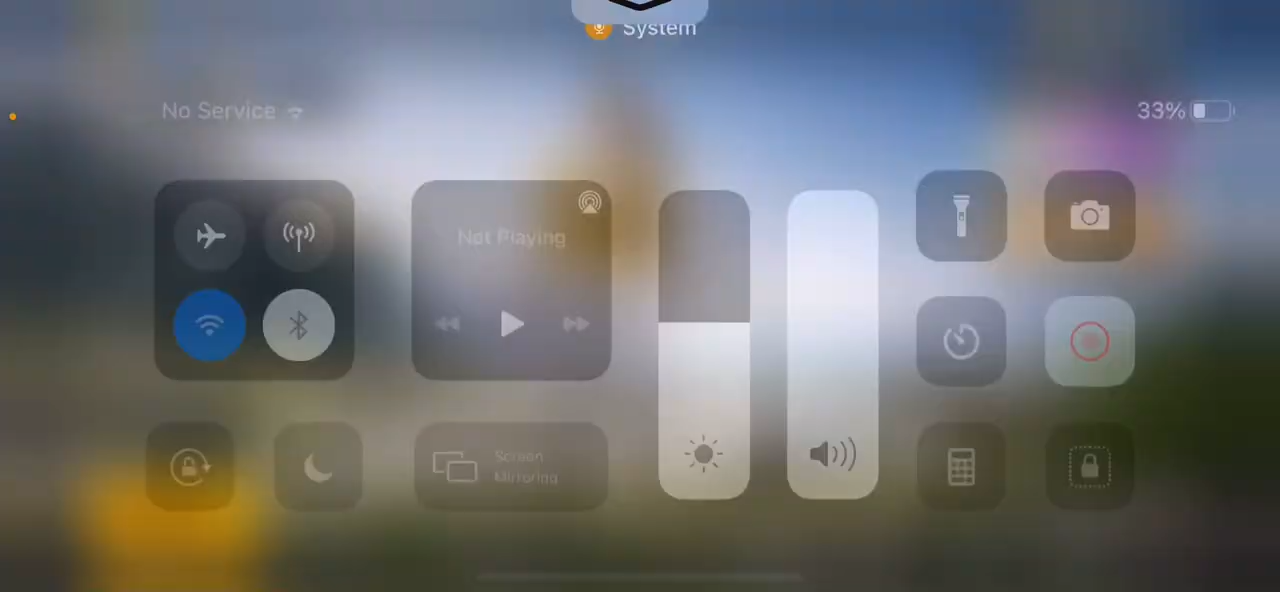 System
No Service
33%
Not Playing
Screen
Mirroring